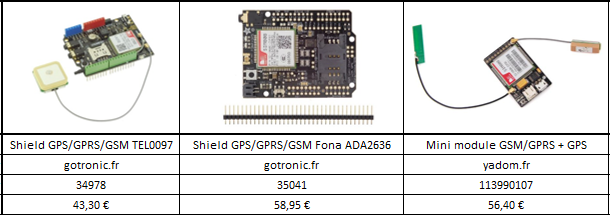 Shield GPS/GPRS/GSM TEL0097
Shield GPS/GPRS/GSM Fona ADA2636
Mini module GSM/GPRS + GPS
gotronic.fr
gotronic.fr
yadom.fr
34978
35041
113990107
43,30 €
58,95 €
56,40 €